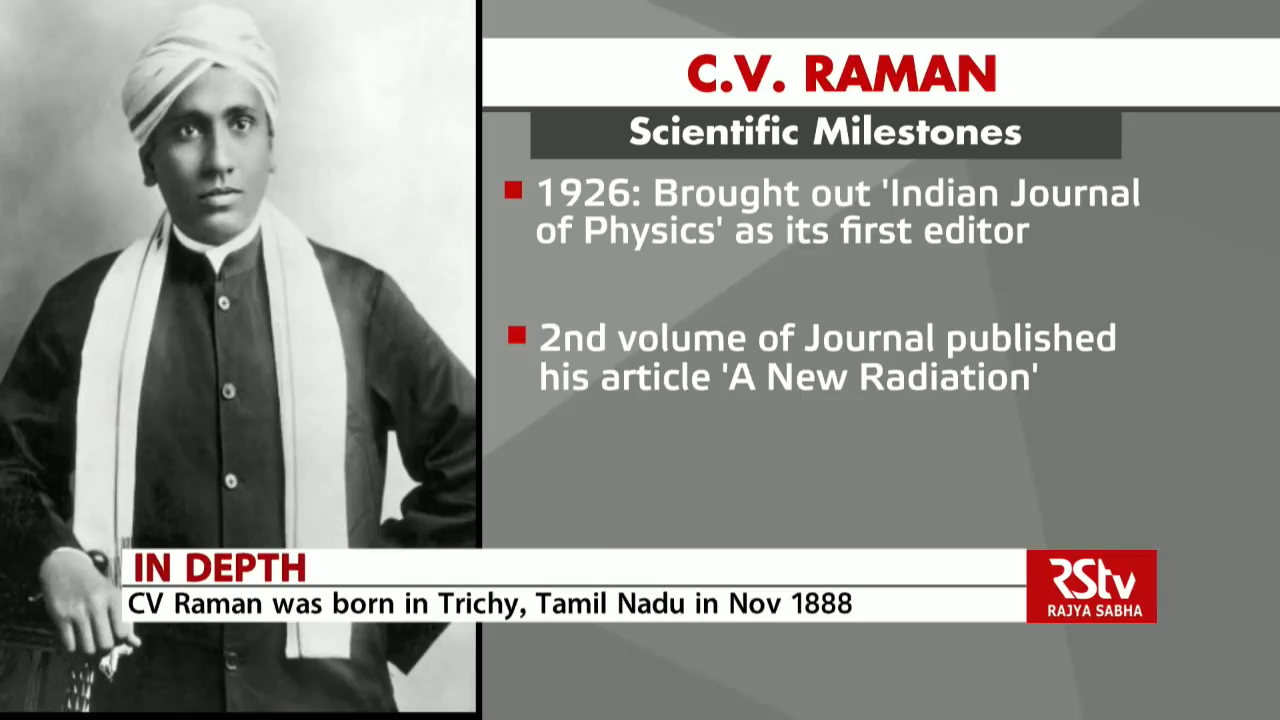 C.V. RAMAN
Scientific Milestones
1926: Brought out 'Indian Journal
of Physics' as its first editor
2nd volume of Journal published
his article 'A New Radiation'
IN DEPTH
CV Raman was born in Trichy, Tamil Nadu in Nov 1888
RStv
RAJYA SABHA